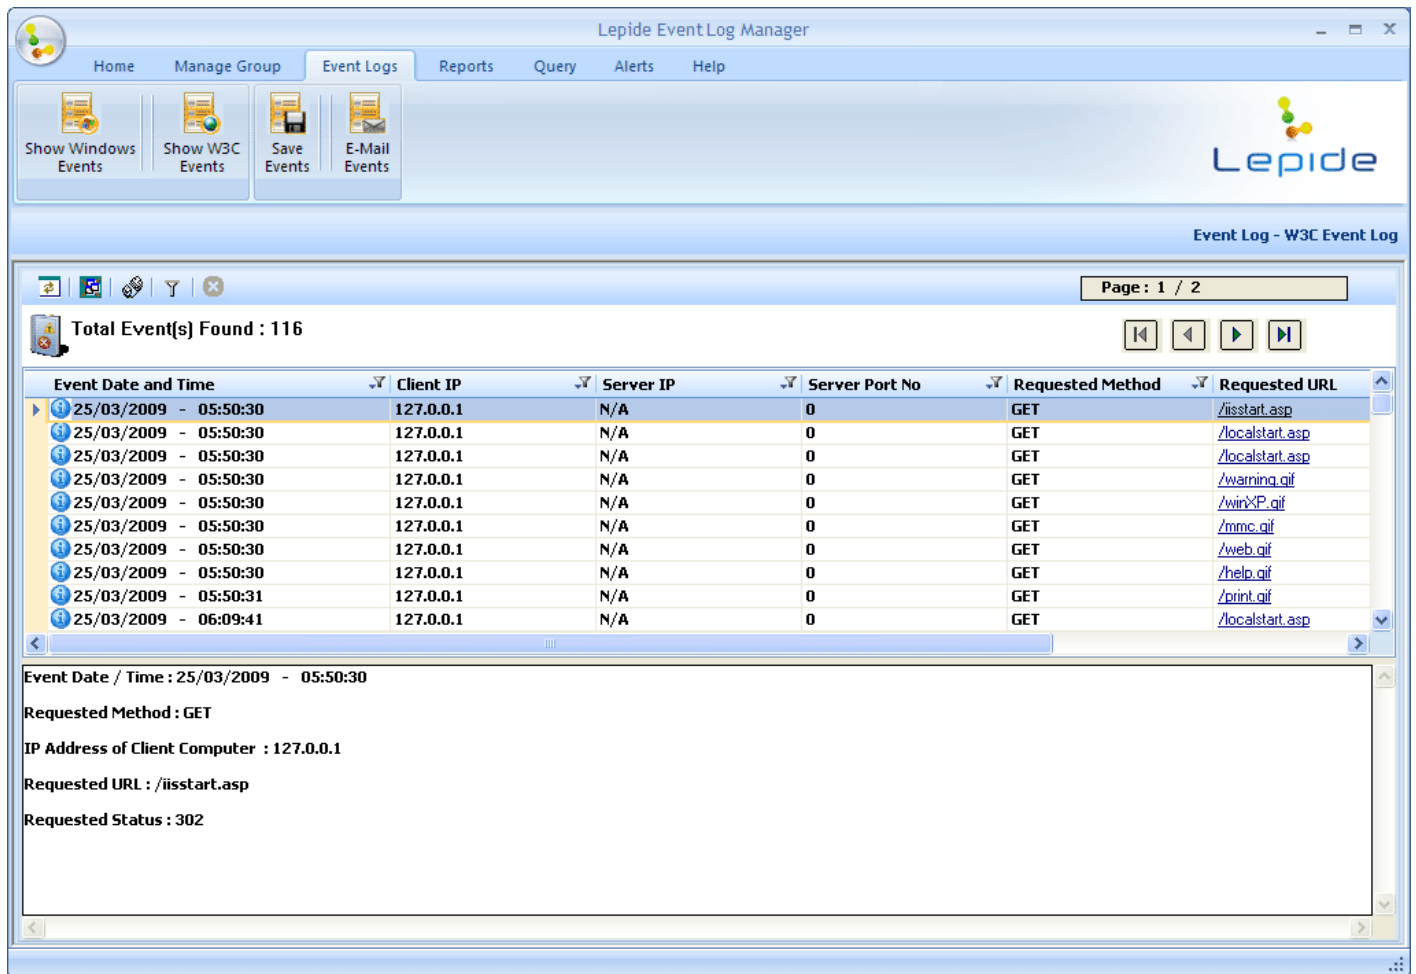 Lepide Event Log Manager
Home Manage Group Event Logs Reports Query Alerts Help
Show Windows Events
Show W3C Events
Save Events
E-Mail Events
Lepide
Event Log - W3C Event Log
Page : 1 / 2
Total Event(s) Found : 116
Event Date and Time Client IP Server IP Server Port No Requested Method Requested URL
25/03/2009 - 05:50:30 127.0.0.1 N/A 0 GET /iisstart.asp
25/03/2009 - 05:50:30 127.0.0.1 N/A 0 GET /localstart.asp
25/03/2009 - 05:50:30 127.0.0.1 N/A 0 GET /localstart.asp
25/03/2009 - 05:50:30 127.0.0.1 N/A 0 GET /warning.gif
25/03/2009 - 05:50:30 127.0.0.1 N/A 0 GET /winXP.gif
25/03/2009 - 05:50:30 127.0.0.1 N/A 0 GET /mmc.gif
25/03/2009 - 05:50:30 127.0.0.1 N/A 0 GET /web.gif
25/03/2009 - 05:50:30 127.0.0.1 N/A 0 GET /help.gif
25/03/2009 - 05:50:31 127.0.0.1 N/A 0 GET /print.gif
25/03/2009 - 06:09:41 127.0.0.1 N/A 0 GET /localstart.asp
Event Date / Time : 25/03/2009 - 05:50:30
Requested Method : GET
IP Address of Client Computer : 127.0.0.1
Requested URL : /iisstart.asp
Requested Status : 302